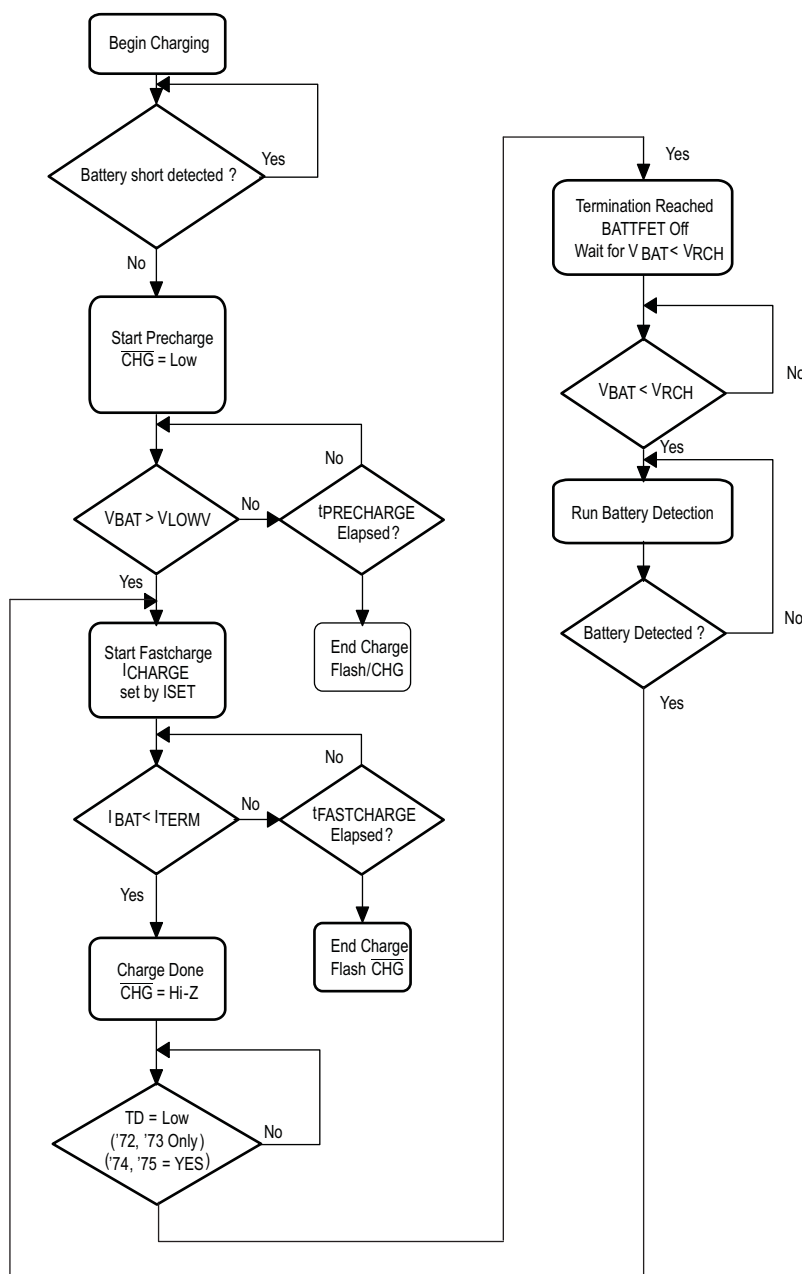 Begin Charging
Battery short detected ?
Yes
No
Start Precharge
CHG = Low
VBAT > VLOWV
No
No
tPRECHARGE
Elapsed?
Yes
End Charge
Flash/CHG
Start Fastcharge
ICHARGE
set by ISET
IBAT < ITERM
No
No
tFASTCHARGE
Elapsed?
Yes
End Charge
Flash CHG
Charge Done
CHG = Hi-Z
TD = Low
('72, '73 Only)
('74, '75 = YES)
No
Yes
Termination Reached
BATTFET Off
Wait for VBAT < VRCH
VBAT < VRCH
No
Yes
Run Battery Detection
Battery Detected ?
No
Yes